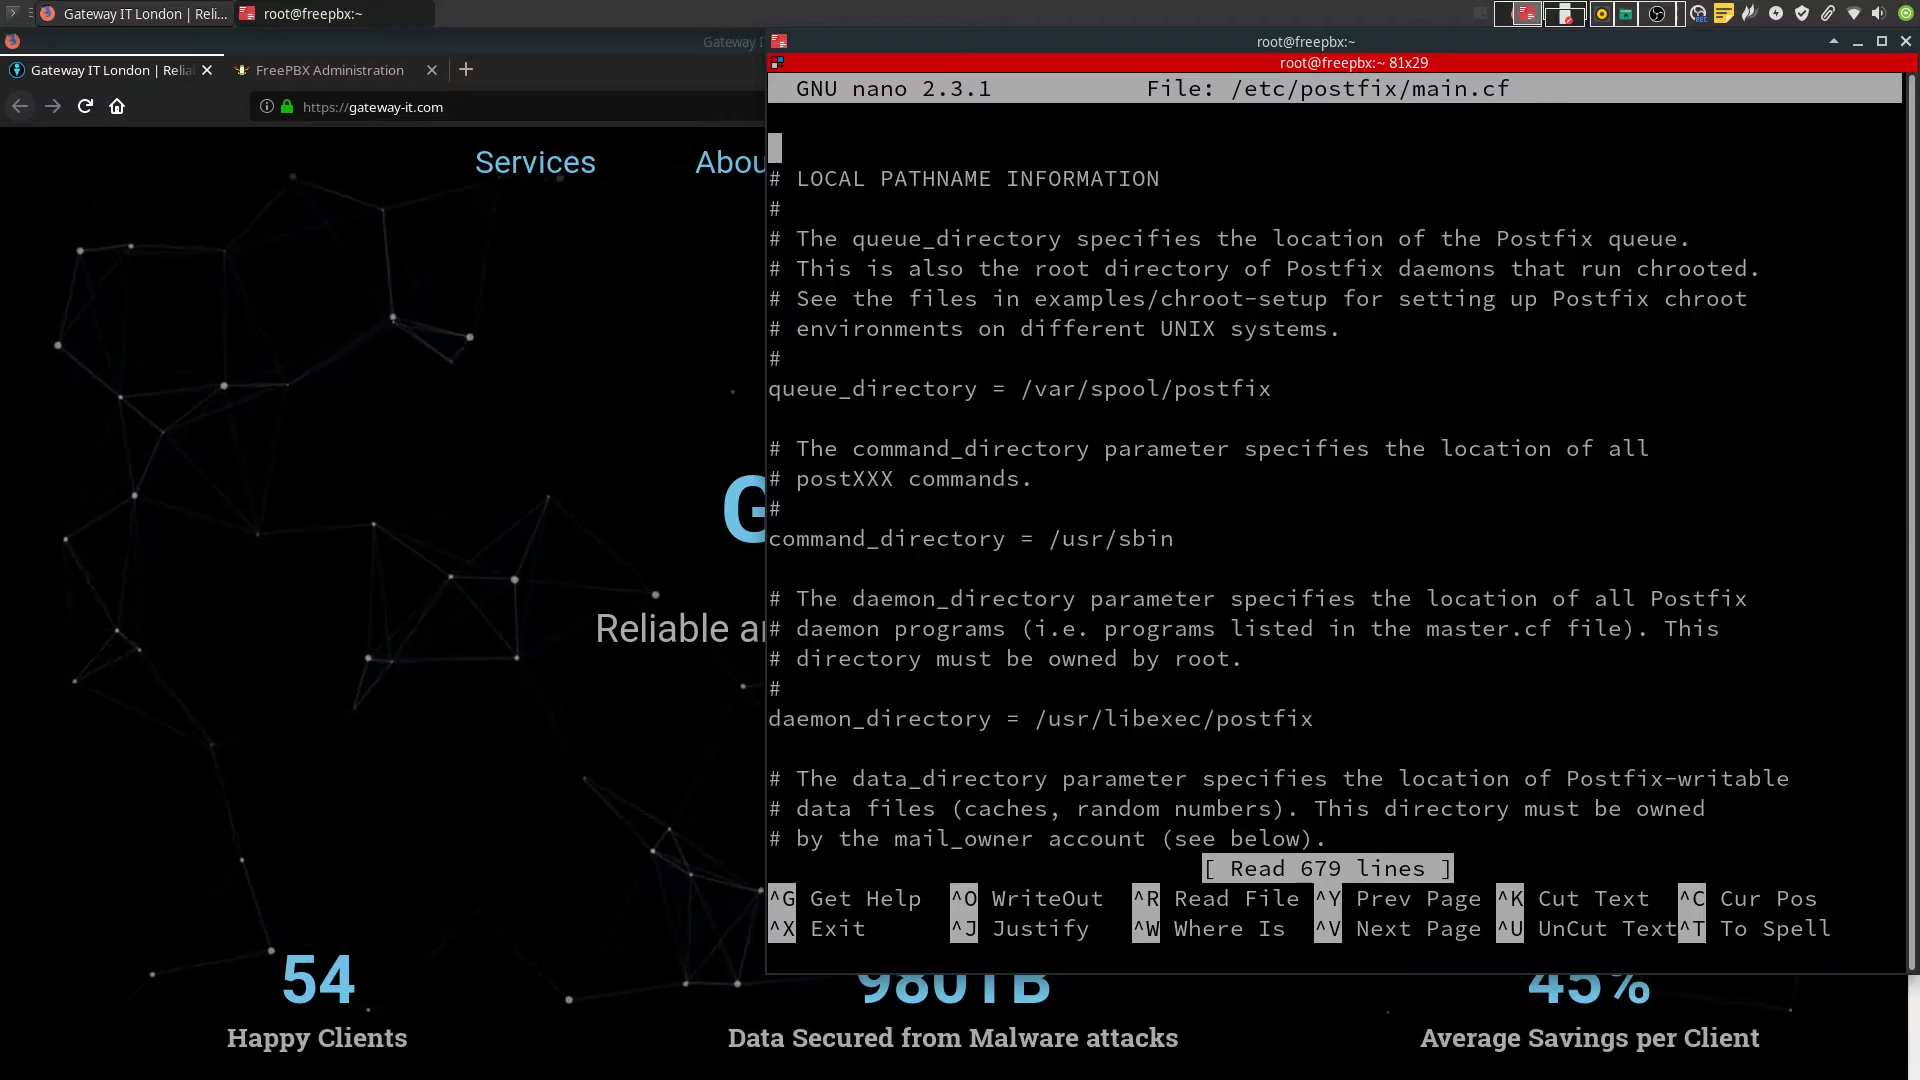 Gateway IT London | Reli...
root@freepbx:~
Gateway I
root@freepbx:~
Gateway IT London | Relia
FreePBX Administration
root@freepbx:~ 81x29
https://gateway-it.com
GNU nano 2.3.1 File: /etc/postfix/main.cf
Services
Abou
# LOCAL PATHNAME INFORMATION
#
# The queue_directory specifies the location of the Postfix queue.
# This is also the root directory of Postfix daemons that run chrooted.
# See the files in examples/chroot-setup for setting up Postfix chroot
# environments on different UNIX systems.
#
queue_directory = /var/spool/postfix
# The command_directory parameter specifies the location of all
# postXXX commands.
#
command_directory = /usr/sbin
G
# The daemon_directory parameter specifies the location of all Postfix
# daemon programs (i.e. programs listed in the master.cf file). This
# directory must be owned by root.
#
daemon_directory = /usr/libexec/postfix
Reliable a
# The data_directory parameter specifies the location of Postfix-writable
# data files (caches, random numbers). This directory must be owned
# by the mail_owner account (see below).
[ Read 679 lines ]
^G Get Help ^O WriteOut ^R Read File ^Y Prev Page ^K Cut Text ^C Cur Pos
^X Exit ^J Justify ^W Where Is ^V Next Page ^U UnCut Text ^T To Spell
54
980TB
45%
Happy Clients
Data Secured from Malware attacks
Average Savings per Client